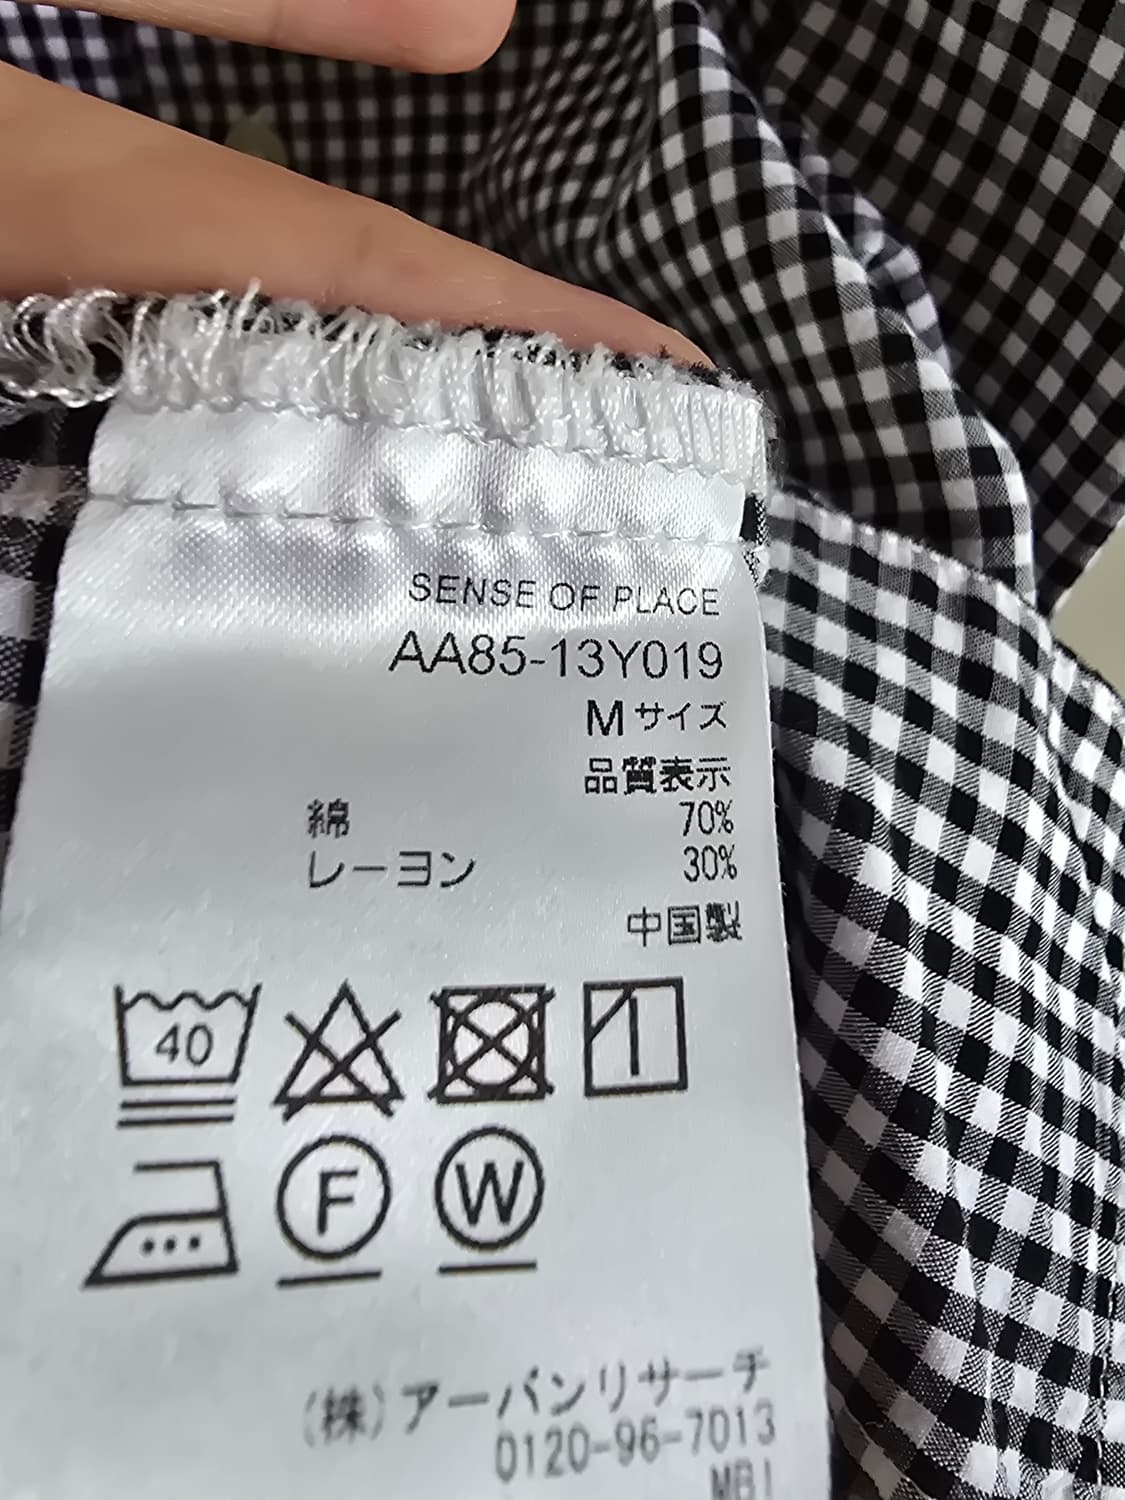 SENSE OF PLACE
AA85-13Y019
Mサイズ
品質表示
綿 70%
レーヨン 30%
中国製
40
F W
(株)アーバンリサーチ
0120-96-7013
MB1